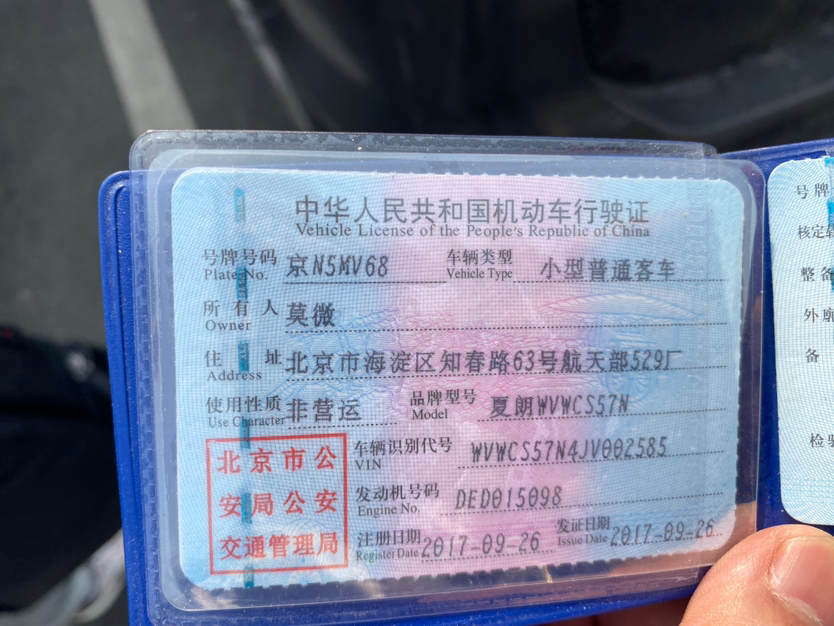 中华人民共和国机动车行驶证
Vehicle License of the People's Republic of China
号牌号码 京N5MV68 车辆类型 小型普通客车
Plate No. Vehicle Type
所有人 莫微
Owner
住址 北京市海淀区知春路63号航天部529厂
Address
使用性质 非营运 品牌型号 夏朗WVWCS57N
Use Character Model
北京市公
安局公安
交通管理局
车辆识别代号 WVWCS57N4JV002585
VIN
发动机号码 DED015098
Engine No.
注册日期 2017-09-26 发证日期 2017-09-26
Register Date Issue Date
号牌
核定
整备
外廓
备
检验